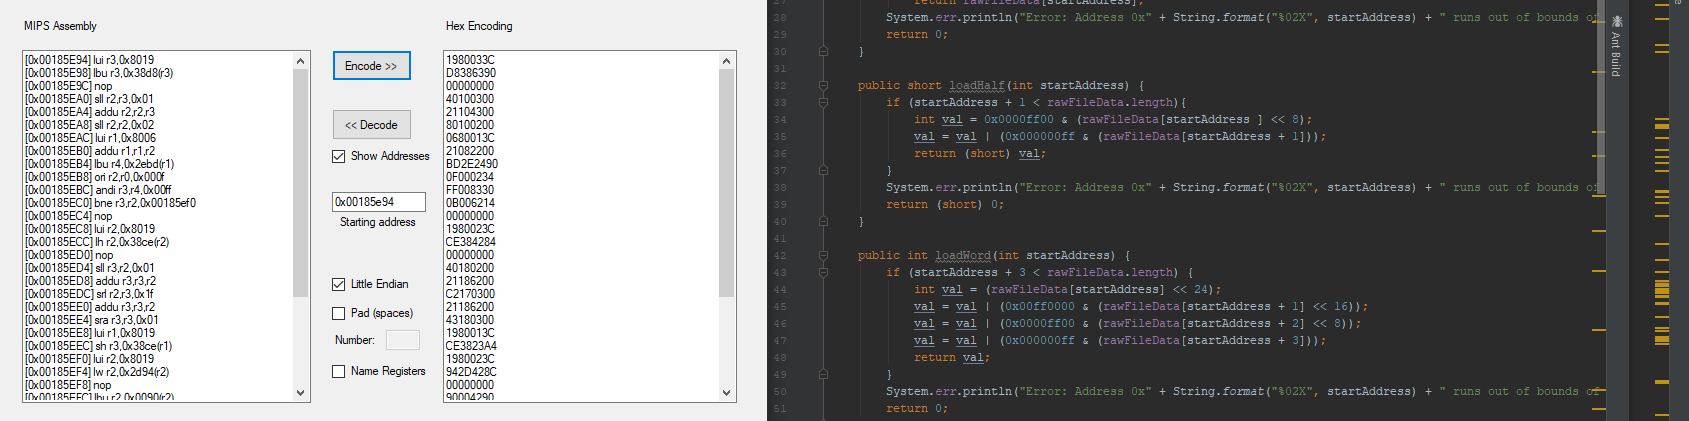 MIPS Assembly
[0x00185E94] lui r3,0x8019
[0x00185E98] lbu r3,0x38d8(r3)
[0x00185E9C] nop
[0x00185EA0] sll r2,r3,0x01
[0x00185EA4] addu r2,r2,r3
[0x00185EA8] sll r2,r2,0x02
[0x00185EAC] lui r1,0x8006
[0x00185EB0] addu r1,r1,r2
[0x00185EB4] lbu r4,0x2ebd(r1)
[0x00185EB8] ori r2,r0,0x000f
[0x00185EBC] andi r3,r4,0x00ff
[0x00185EC0] bne r3,r2,0x00185ef0
[0x00185EC4] nop
[0x00185EC8] lui r2,0x8019
[0x00185ECC] lh r2,0x38ce(r2)
[0x00185ED0] nop
[0x00185ED4] sll r3,r2,0x01
[0x00185ED8] addu r3,r3,r2
[0x00185EDC] srl r2,r3,0x1f
[0x00185EE0] addu r3,r3,r2
[0x00185EE4] sra r3,r3,0x01
[0x00185EE8] lui r1,0x8019
[0x00185EEC] sh r3,0x38ce(r1)
[0x00185EF0] lui r2,0x8019
[0x00185EF4] lw r2,0x2d94(r2)
[0x00185EF8] nop
[0x00185EFC] lbu r2,0x0090(r2)
Encode >>
<< Decode
Show Addresses
0x00185e94
Starting address
Little Endian
Pad (spaces)
Number:
Name Registers
Hex Encoding
1980033C
D8386390
00000000
40100300
21104300
80100200
0680013C
21082200
BD2E2490
0F000234
FF008330
0B006214
00000000
1980023C
CE384284
00000000
40180200
21186200
C2170300
21186200
43180300
1980013C
CE3823A4
1980023C
942D428C
00000000
90004290
27 return rawFileData[startAddress];
28 System.err.println("Error: Address 0x" + String.format("%02X", startAddress) + " runs out of bounds of
29 return 0;
30 }
31
32 public short loadHalf(int startAddress) {
33 if (startAddress + 1 < rawFileData.length){
34 int val = 0x0000ff00 & (rawFileData[startAddress ] << 8);
35 val = val | (0x000000ff & (rawFileData[startAddress + 1]));
36 return (short) val;
37 }
38 System.err.println("Error: Address 0x" + String.format("%02X", startAddress) + " runs out of bounds of
39 return (short) 0;
40 }
41
42 public int loadWord(int startAddress) {
43 if (startAddress + 3 < rawFileData.length) {
44 int val = (rawFileData[startAddress] << 24);
45 val = val | (0x00ff0000 & (rawFileData[startAddress + 1] << 16));
46 val = val | (0x0000ff00 & (rawFileData[startAddress + 2] << 8));
47 val = val | (0x000000ff & (rawFileData[startAddress + 3]));
48 return val;
49 }
50 System.err.println("Error: Address 0x" + String.format("%02X", startAddress) + " runs out of bounds of
51 return 0;
Ant Build